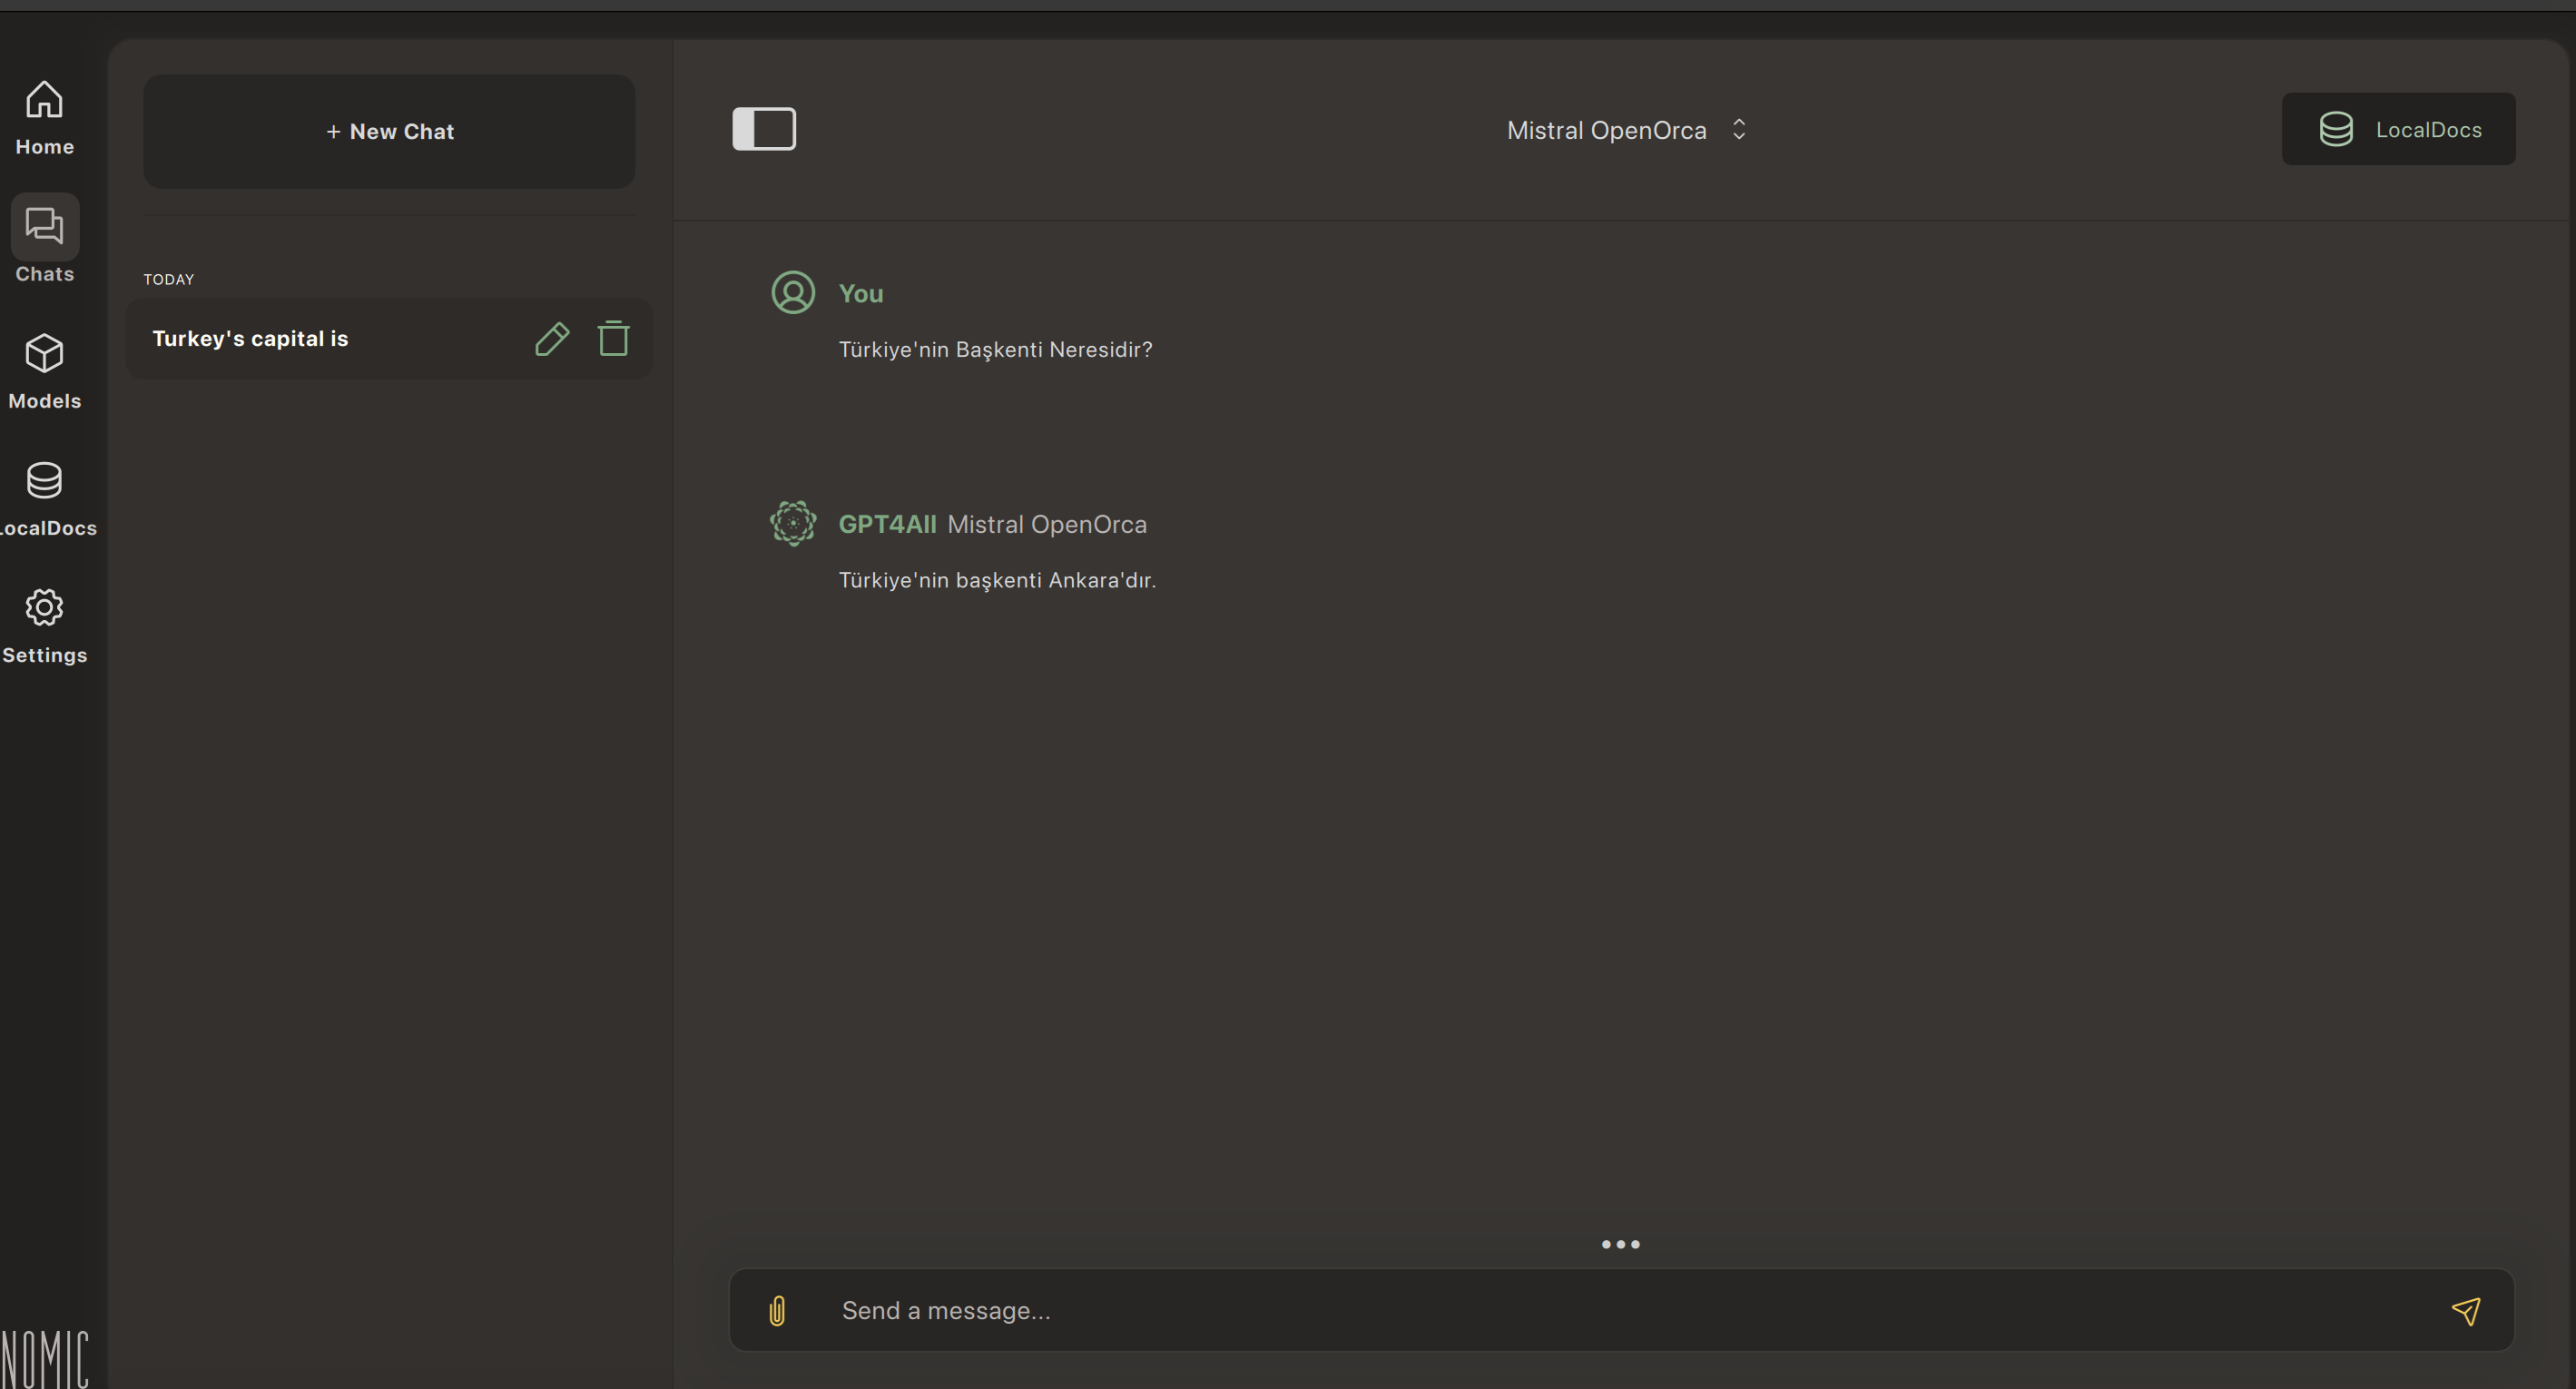 Home
Chats
Models
LocalDocs
Settings
NOMIC
+ New Chat
TODAY
Turkey's capital is
Mistral OpenOrca
LocalDocs
You
Türkiye'nin Başkenti Neresidir?
GPT4All Mistral OpenOrca
Türkiye'nin başkenti Ankara'dır.
Send a message...